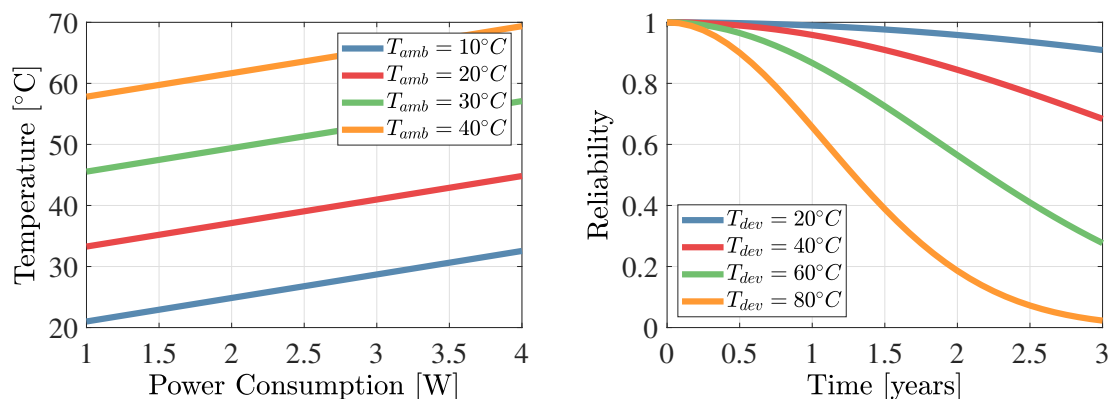 70
60
50
40
30
20
Temperature [°C]
T_amb = 10°C
T_amb = 20°C
T_amb = 30°C
T_amb = 40°C
1 1.5 2 2.5 3 3.5 4
Power Consumption [W]
1
0.8
0.6
0.4
0.2
0
Reliability
T_dev = 20°C
T_dev = 40°C
T_dev = 60°C
T_dev = 80°C
0 0.5 1 1.5 2 2.5 3
Time [years]